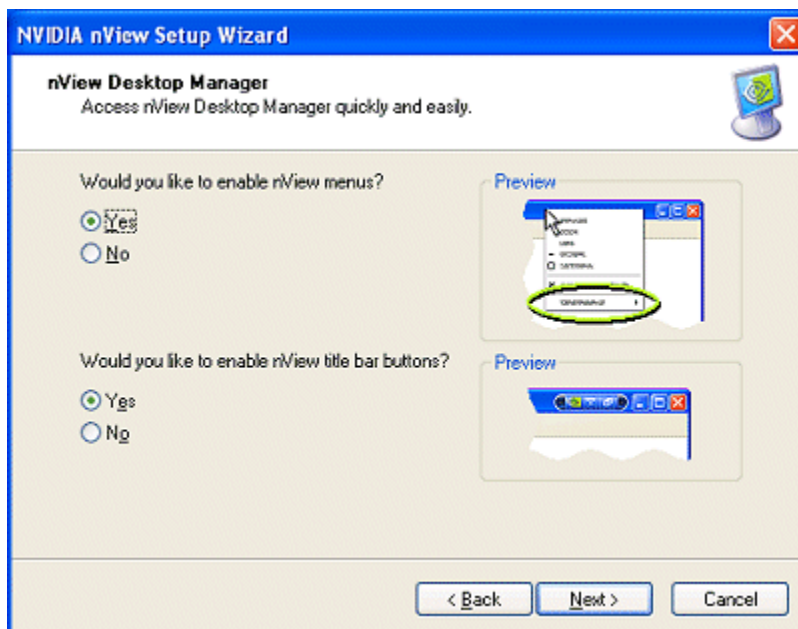 NVIDIA nView Setup Wizard
nView Desktop Manager
Access nView Desktop Manager quickly and easily.
Would you like to enable nView menus?
Yes
No
Preview
Would you like to enable nView title bar buttons?
Yes
No
Preview
< Back
Next >
Cancel